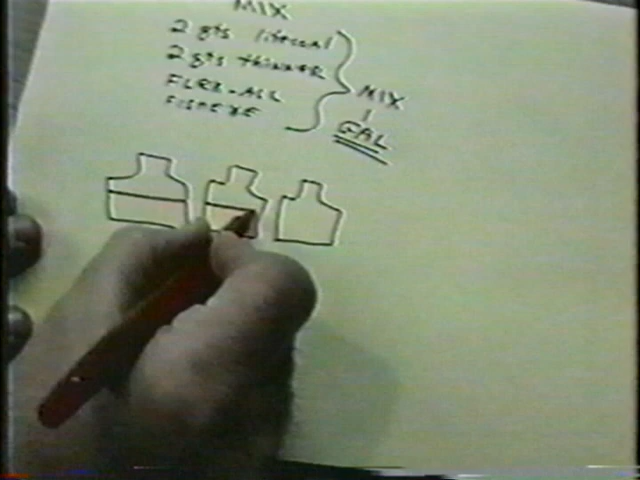 MIX
2 qts
2 qts thinner
FLEX-ALL
FISHEYE
MIX
1
GAL